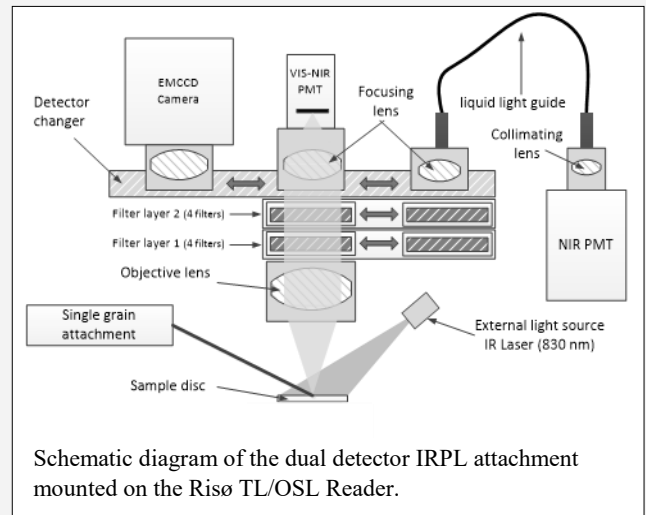 EMCCD
Camera
VIS-NIR
PMT
Focusing
lens
liquid light guide
Detector
changer
Collimating
lens
Filter layer 2 (4 filters)
Filter layer 1 (4 filters)
NIR PMT
Objective lens
Single grain
attachment
External light source
IR Laser (830 nm)
Sample disc
Schematic diagram of the dual detector IRPL attachment
mounted on the Risø TL/OSL Reader.